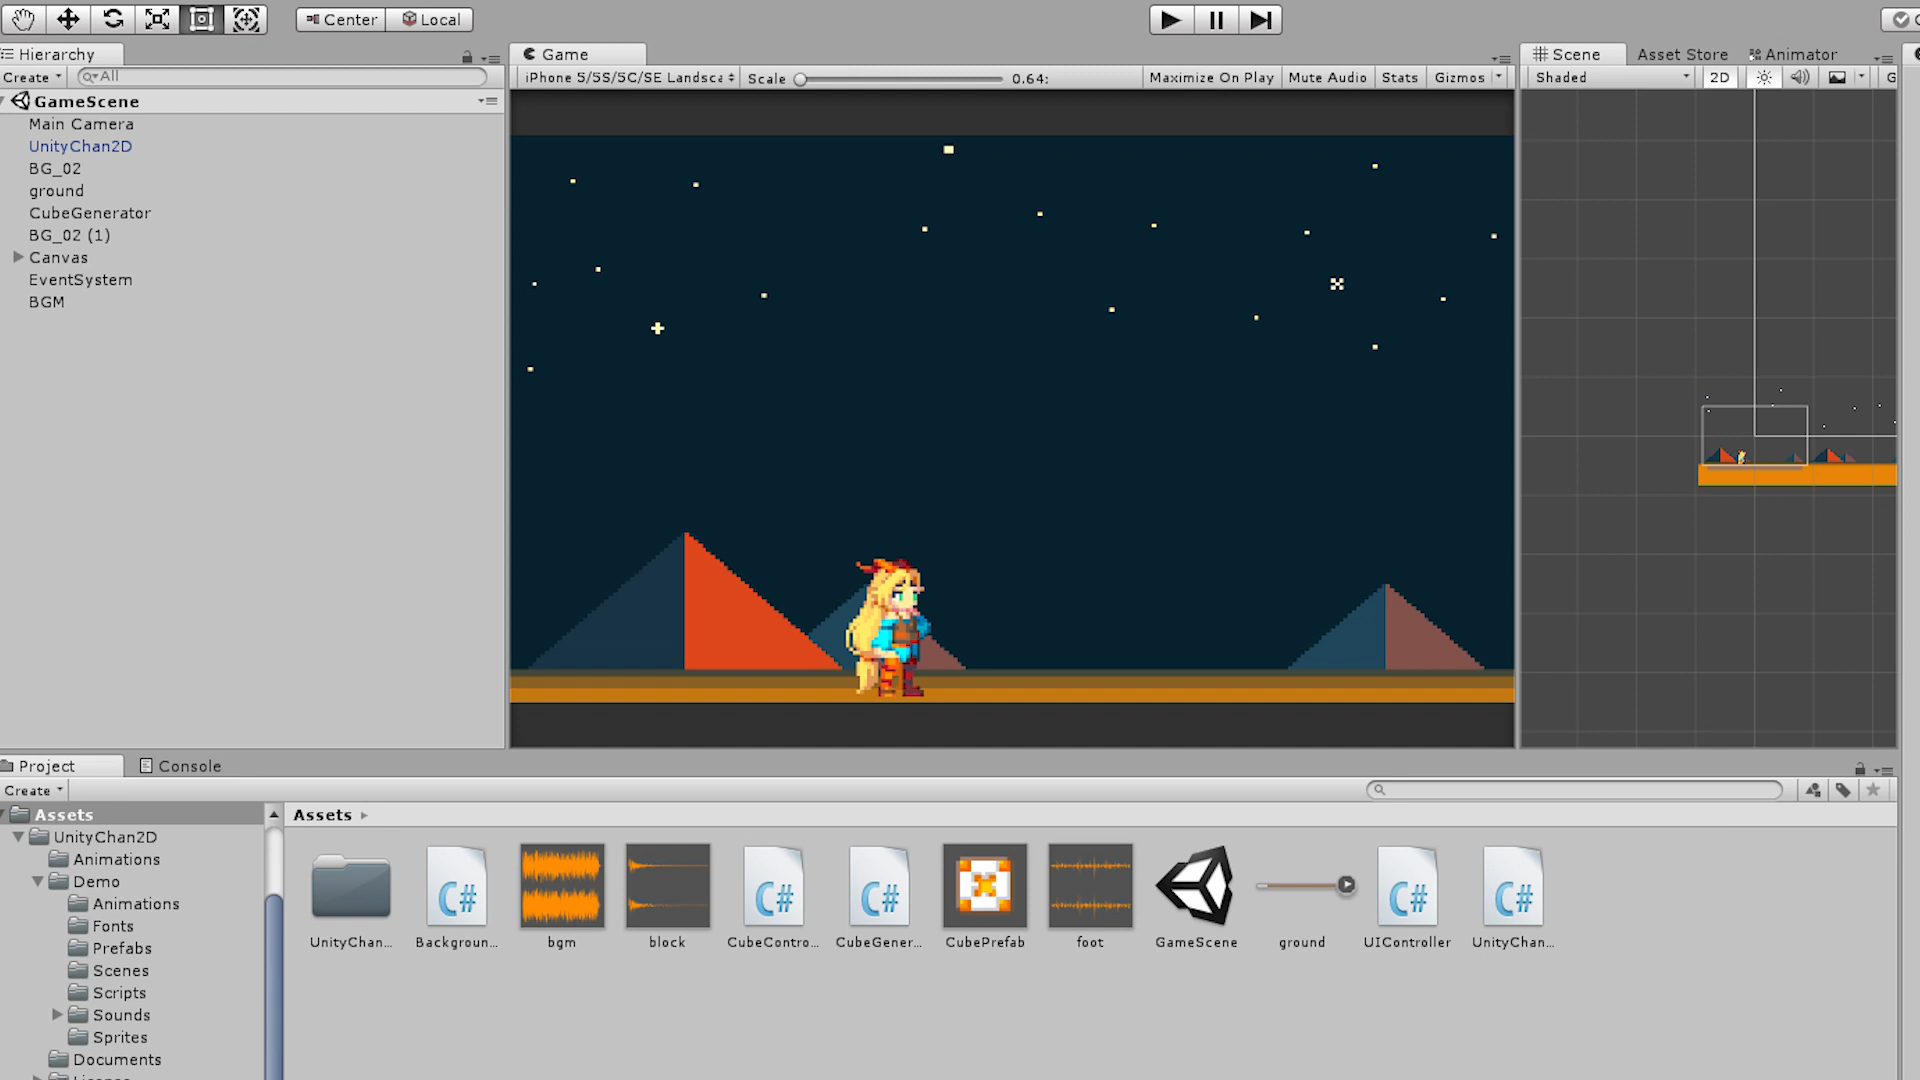 Center
Local
Hierarchy
Create
All
GameScene
Main Camera
UnityChan2D
BG_02
ground
CubeGenerator
BG_02 (1)
Canvas
EventSystem
BGM
Game
iPhone 5/5S/5C/SE Landsca
Scale
0.64:
Maximize On Play
Mute Audio
Stats
Gizmos
Scene
Asset Store
Animator
Shaded
2D
G
Project
Console
Create
Assets
UnityChan2D
Animations
Demo
Animations
Fonts
Prefabs
Scenes
Scripts
Sounds
Sprites
Documents
Assets
C#
C#
C#
C#
C#
UnityChan...
Backgroun...
bgm
block
CubeContro...
CubeGener...
CubePrefab
foot
GameScene
ground
UIController
UnityChan...